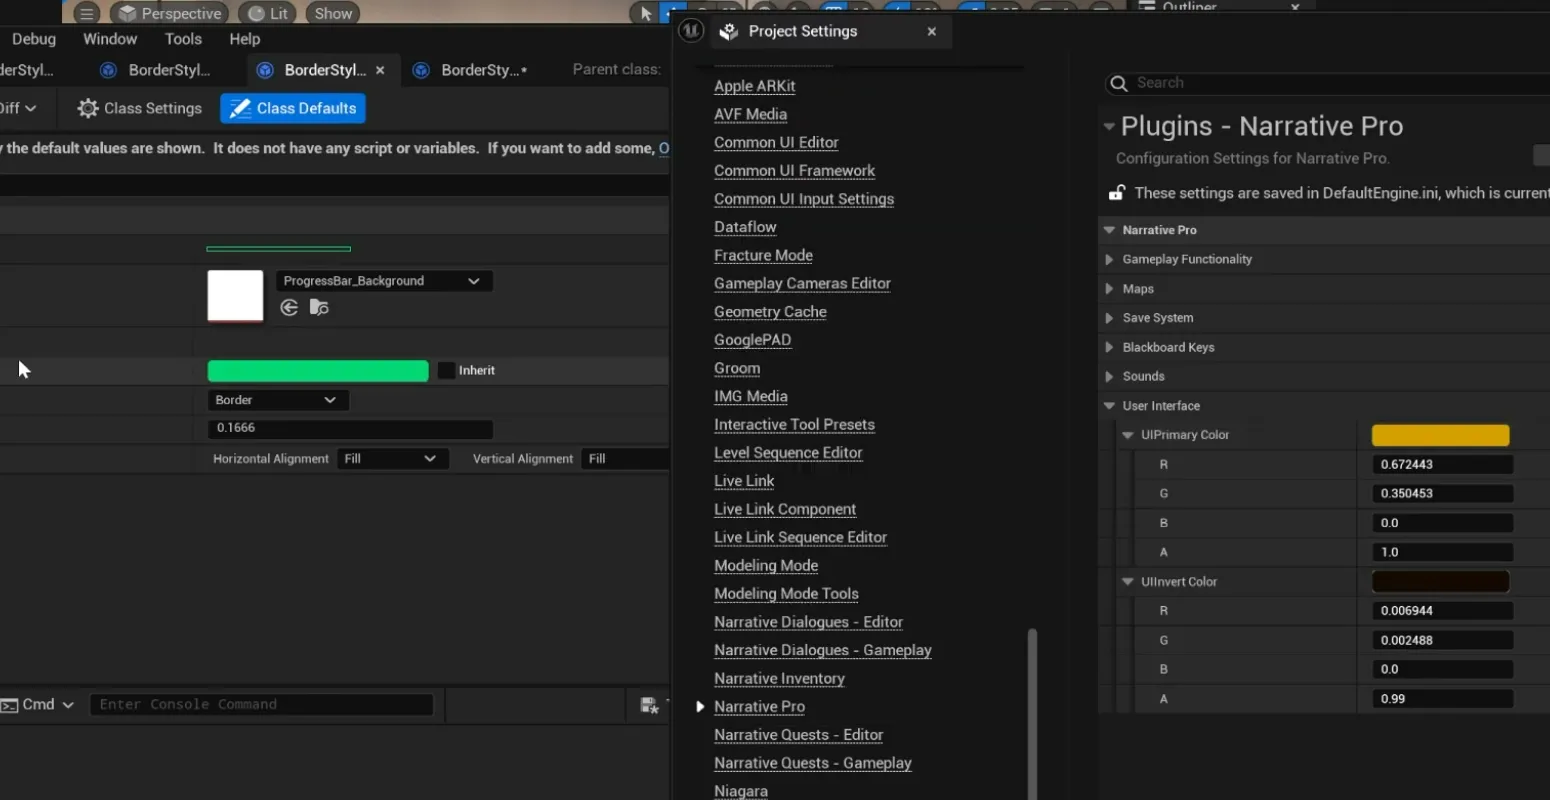 Perspective
Lit
Show
Outliner
Debug
Window
Tools
Help
Project Settings
derStyl...
BorderStyl...
BorderStyl...
BorderSty...•
Parent class:
Diff
Class Settings
Class Defaults
y the default values are shown. It does not have any script or variables. If you want to add some, O
ProgressBar_Background
Inherit
Border
0.1666
Horizontal Alignment
Fill
Vertical Alignment
Fill
Cmd
Enter Console Command
Apple ARKit
AVF Media
Common UI Editor
Common UI Framework
Common UI Input Settings
Dataflow
Fracture Mode
Gameplay Cameras Editor
Geometry Cache
GooglePAD
Groom
IMG Media
Interactive Tool Presets
Level Sequence Editor
Live Link
Live Link Component
Live Link Sequence Editor
Modeling Mode
Modeling Mode Tools
Narrative Dialogues - Editor
Narrative Dialogues - Gameplay
Narrative Inventory
Narrative Pro
Narrative Quests - Editor
Narrative Quests - Gameplay
Niagara
Search
Plugins - Narrative Pro
Configuration Settings for Narrative Pro.
These settings are saved in DefaultEngine.ini, which is current
Narrative Pro
Gameplay Functionality
Maps
Save System
Blackboard Keys
Sounds
User Interface
UIPrimary Color
R
0.672443
G
0.350453
B
0.0
A
1.0
UIInvert Color
R
0.006944
G
0.002488
B
0.0
A
0.99